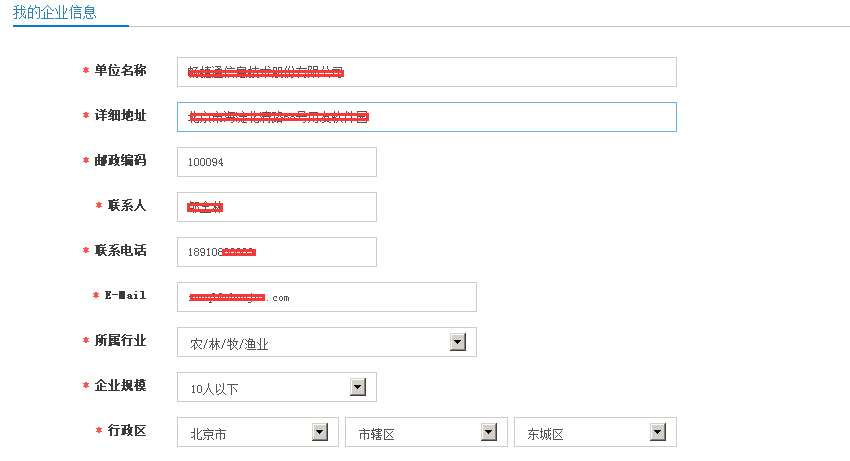 我的企业信息
* 单位名称
* 详细地址
* 邮政编码 100094
* 联系人
* 联系电话 18910
* E-Mail .com
* 所属行业 农/林/牧/渔业
* 企业规模 10人以下
* 行政区 北京市 市辖区 东城区